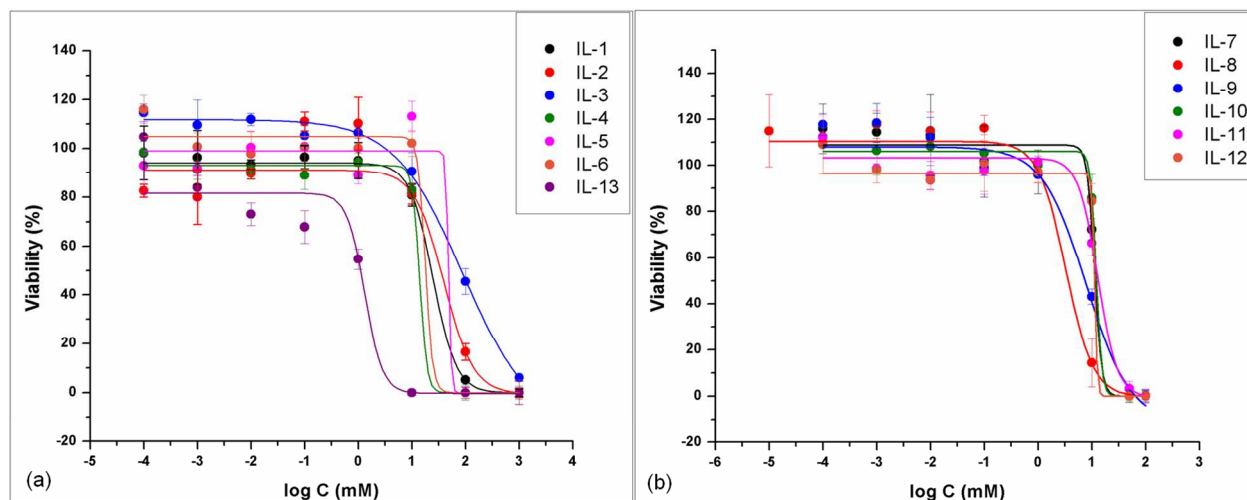 140
120
100
80
60
40
20
0
-20
-5 -4 -3 -2 -1 0 1 2 3 4
Viability (%)
log C (mM)
(a)
IL-1
IL-2
IL-3
IL-4
IL-5
IL-6
IL-13
140
120
100
80
60
40
20
0
-20
-6 -5 -4 -3 -2 -1 0 1 2 3
Viability (%)
log C (mM)
(b)
IL-7
IL-8
IL-9
IL-10
IL-11
IL-12